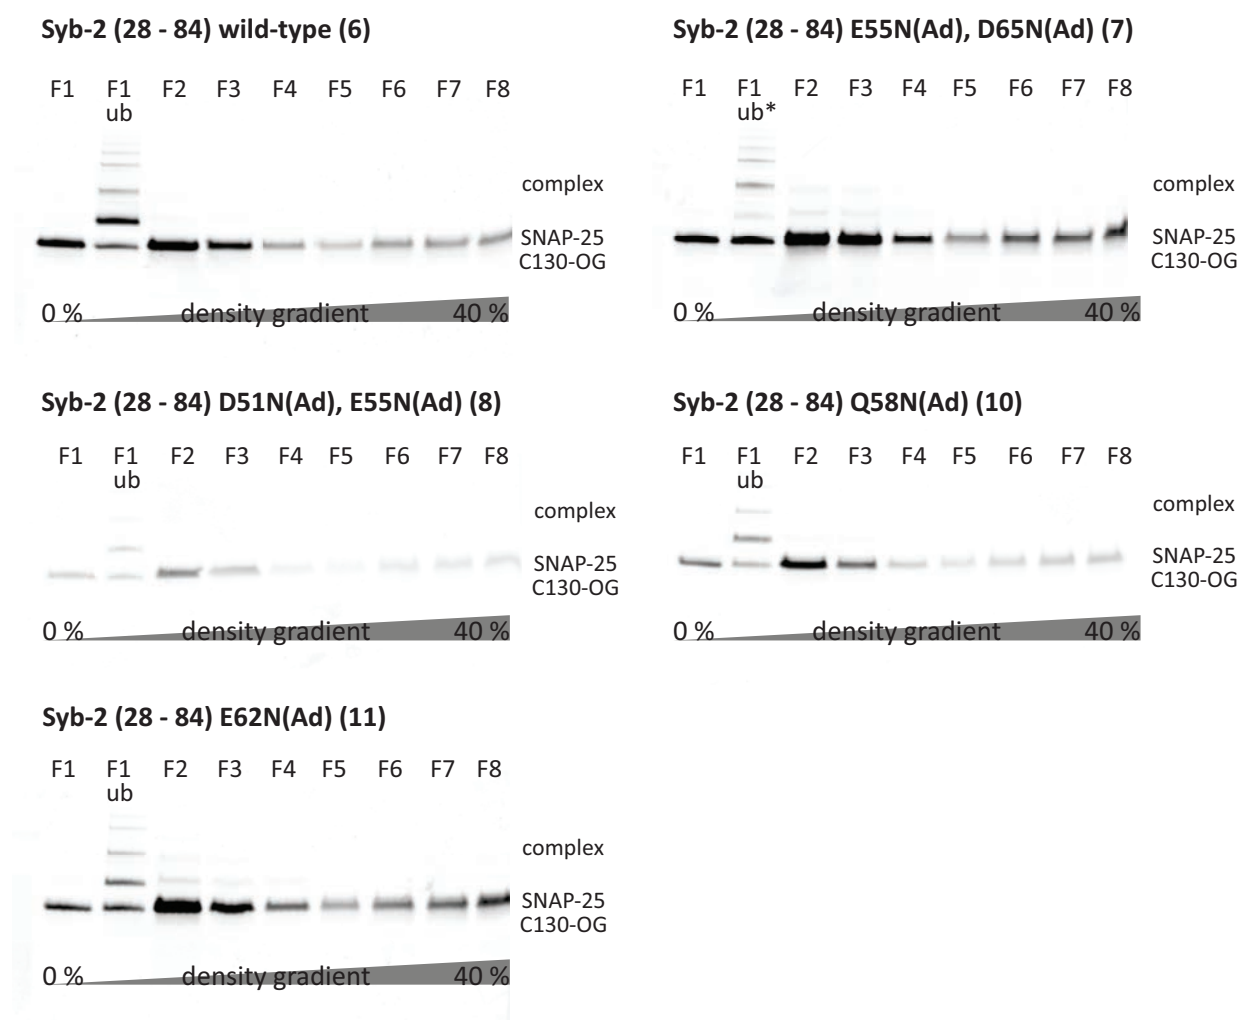 Syb-2 (28 - 84) wild-type (6)
F1 F1 F2 F3 F4 F5 F6 F7 F8
ub
complex
SNAP-25
C130-OG
0 % density gradient 40 %
Syb-2 (28 - 84) E55N(Ad), D65N(Ad) (7)
F1 F1 F2 F3 F4 F5 F6 F7 F8
ub*
complex
SNAP-25
C130-OG
0 % density gradient 40 %
Syb-2 (28 - 84) D51N(Ad), E55N(Ad) (8)
F1 F1 F2 F3 F4 F5 F6 F7 F8
ub
complex
SNAP-25
C130-OG
0 % density gradient 40 %
Syb-2 (28 - 84) Q58N(Ad) (10)
F1 F1 F2 F3 F4 F5 F6 F7 F8
ub
complex
SNAP-25
C130-OG
0 % density gradient 40 %
Syb-2 (28 - 84) E62N(Ad) (11)
F1 F1 F2 F3 F4 F5 F6 F7 F8
ub
complex
SNAP-25
C130-OG
0 % density gradient 40 %